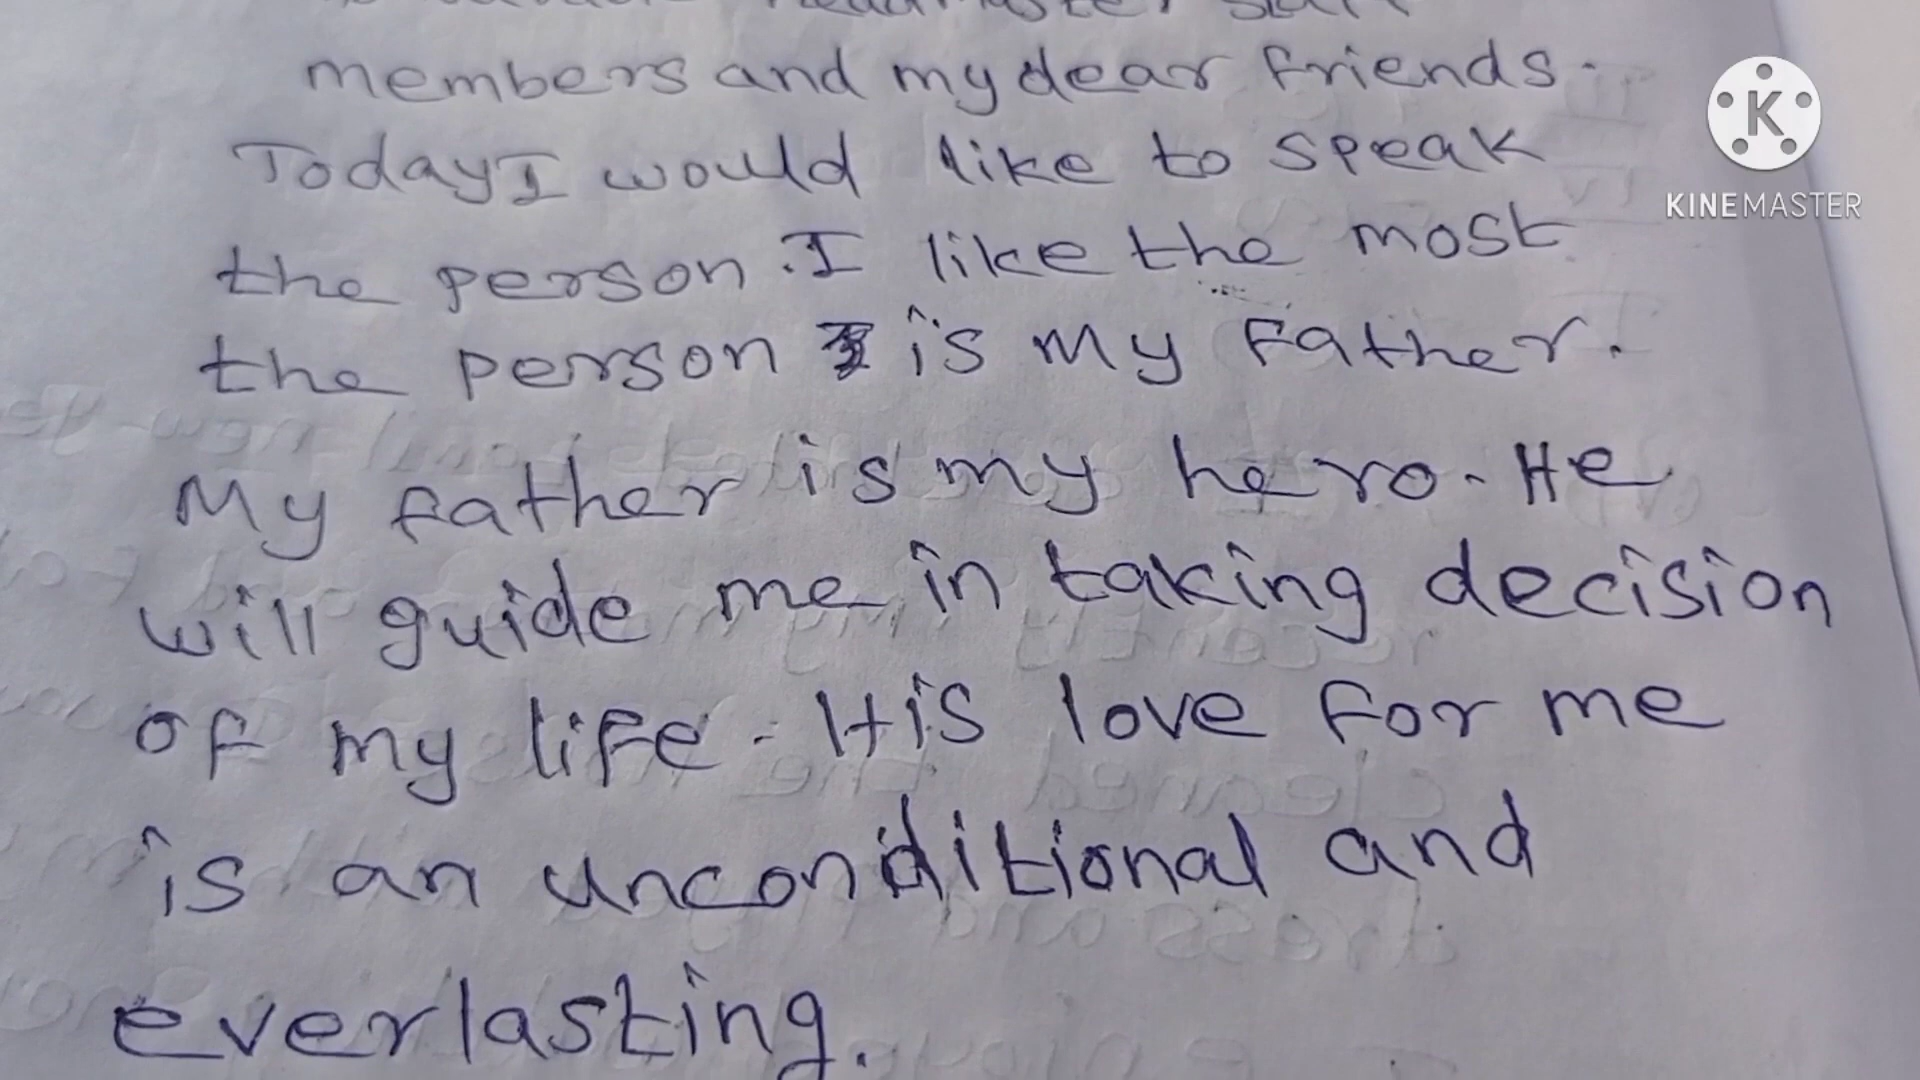 headmaster staff
members and my dear friends.
Today I would like to speak
the person. I like the most
the person is my father.
My father is my hero. He
will guide me in taking decision
of my life. His love for me
is an unconditional and
everlasting.
KINEMASTER